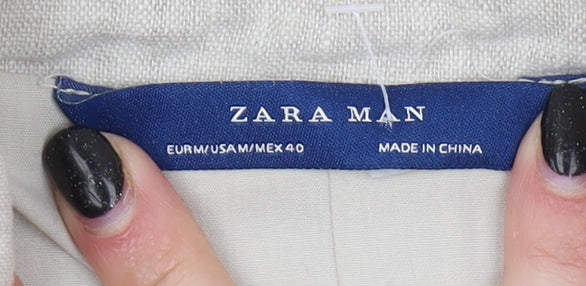 ZARA MAN
EUR M/USA M/MEX 40 MADE IN CHINA